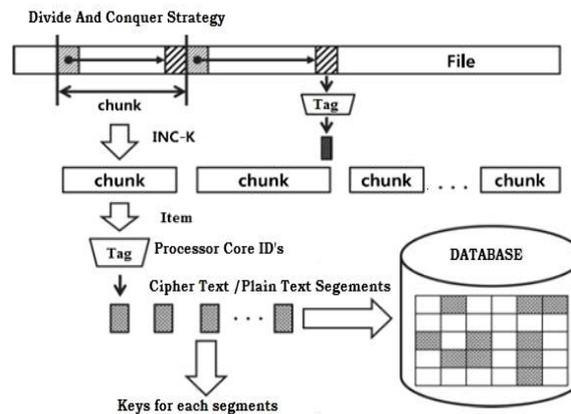 Divide And Conquer Strategy
File
chunk
Tag
INC-K
chunk chunk chunk . . . . chunk
Item
Tag Processor Core ID's
DATABASE
Cipher Text /Plain Text Segements
. . .
Keys for each segments